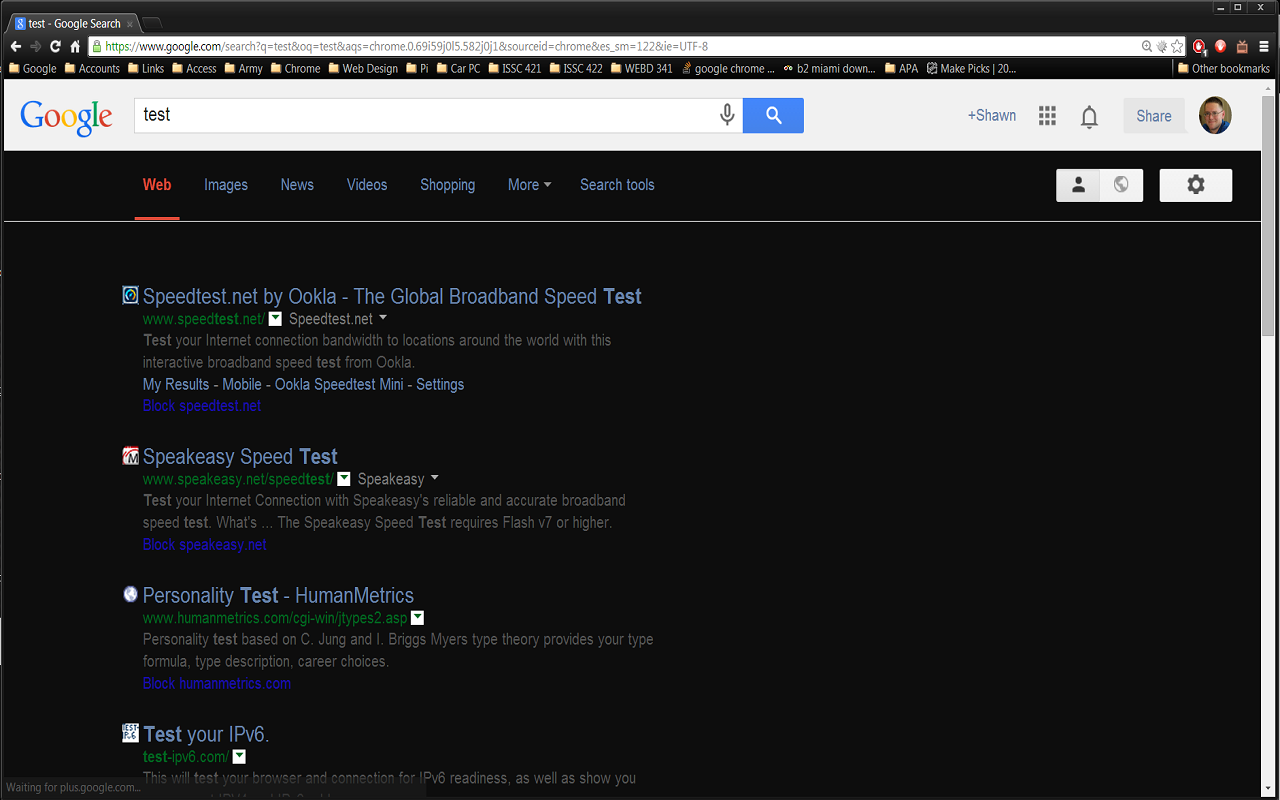 test - Google Search
https://www.google.com/search?q=test&oq=test&aqs=chrome.0.69i59j0l5.582j0j1&sourceid=chrome&es_sm=122&ie=UTF-8
Google Accounts Links Access Army Chrome Web Design Pi Car PC ISSC 421 ISSC 422 WEBD 341 google chrome ... b2 miami down... APA Make Picks | 20... Other bookmarks
Google test +Shawn Share
Web Images News Videos Shopping More Search tools
Speedtest.net by Ookla - The Global Broadband Speed Test
www.speedtest.net/ Speedtest.net
Test your Internet connection bandwidth to locations around the world with this
interactive broadband speed test from Ookla.
My Results - Mobile - Ookla Speedtest Mini - Settings
Block speedtest.net
Speakeasy Speed Test
www.speakeasy.net/speedtest/ Speakeasy
Test your Internet Connection with Speakeasy's reliable and accurate broadband
speed test. What's ... The Speakeasy Speed Test requires Flash v7 or higher.
Block speakeasy.net
Personality Test - HumanMetrics
www.humanmetrics.com/cgi-win/jtypes2.asp
Personality test based on C. Jung and I. Briggs Myers type theory provides your type
formula, type description, career choices.
Block humanmetrics.com
Test your IPv6.
test-ipv6.com/
This will test your browser and connection for IPv6 readiness, as well as show you
Waiting for plus.google.com...